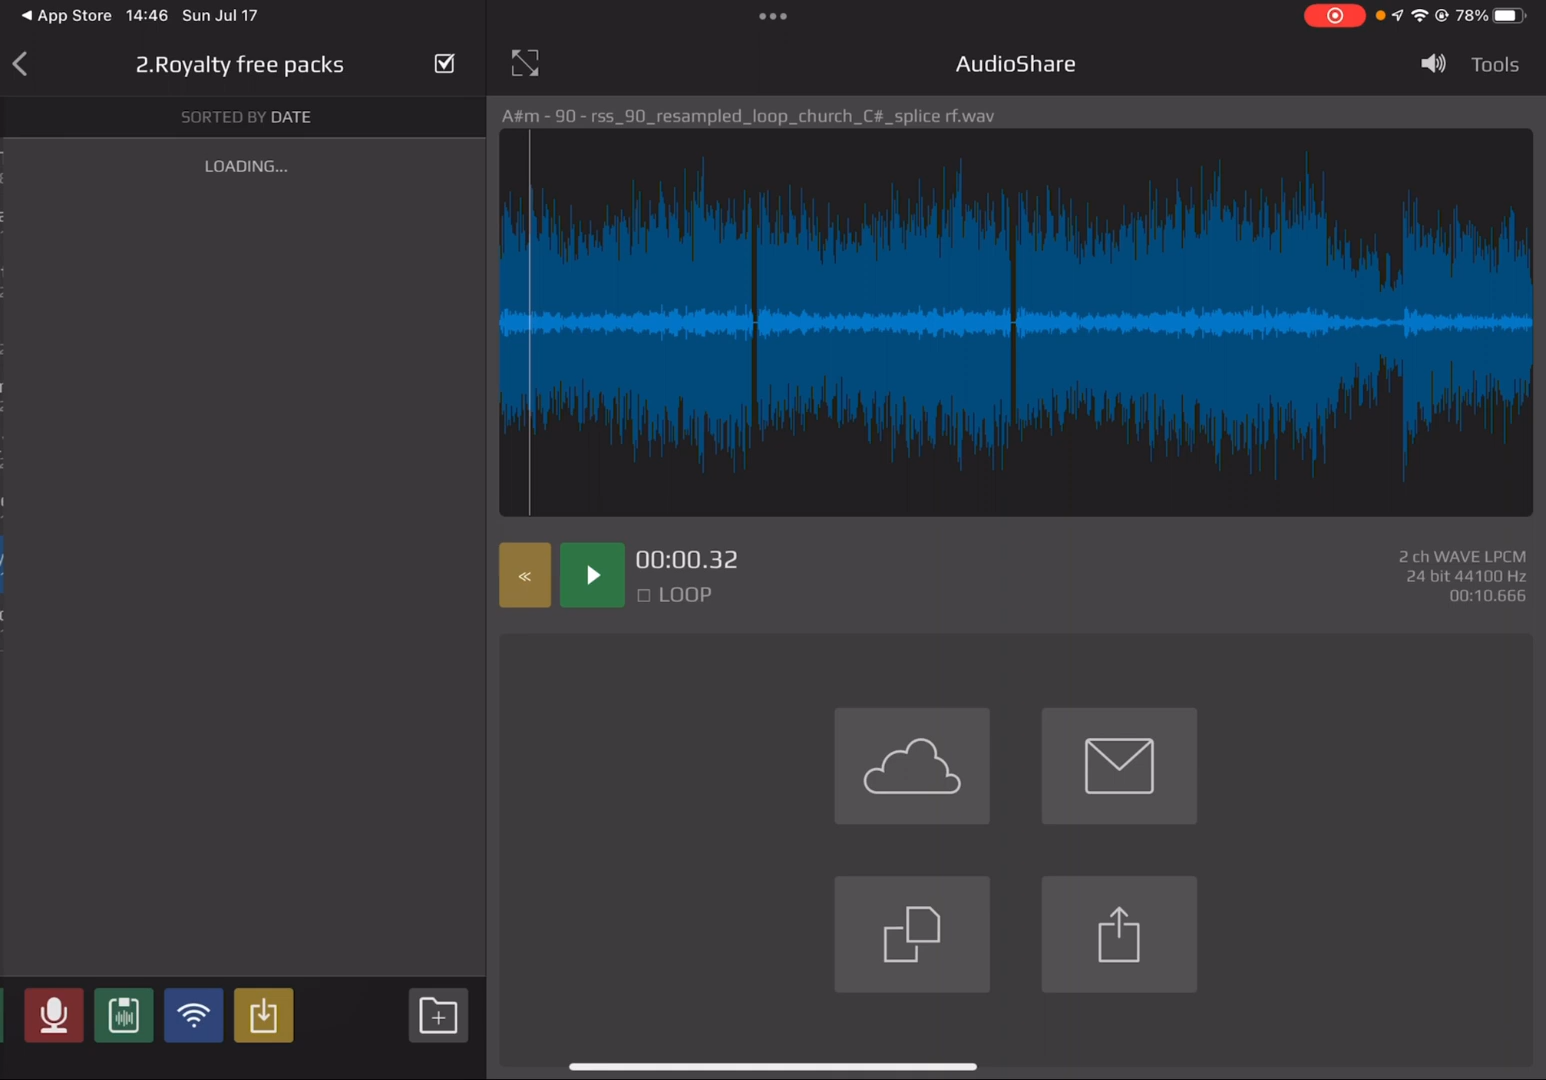 App Store 14:46 Sun Jul 17
78%
2.Royalty free packs
AudioShare
Tools
SORTED BY DATE
LOADING...
A#m - 90 - rss_90_resampled_loop_church_C#_splice rf.wav
«
00:00.32
LOOP
2 ch WAVE LPCM
24 bit 44100 Hz
00:10.666